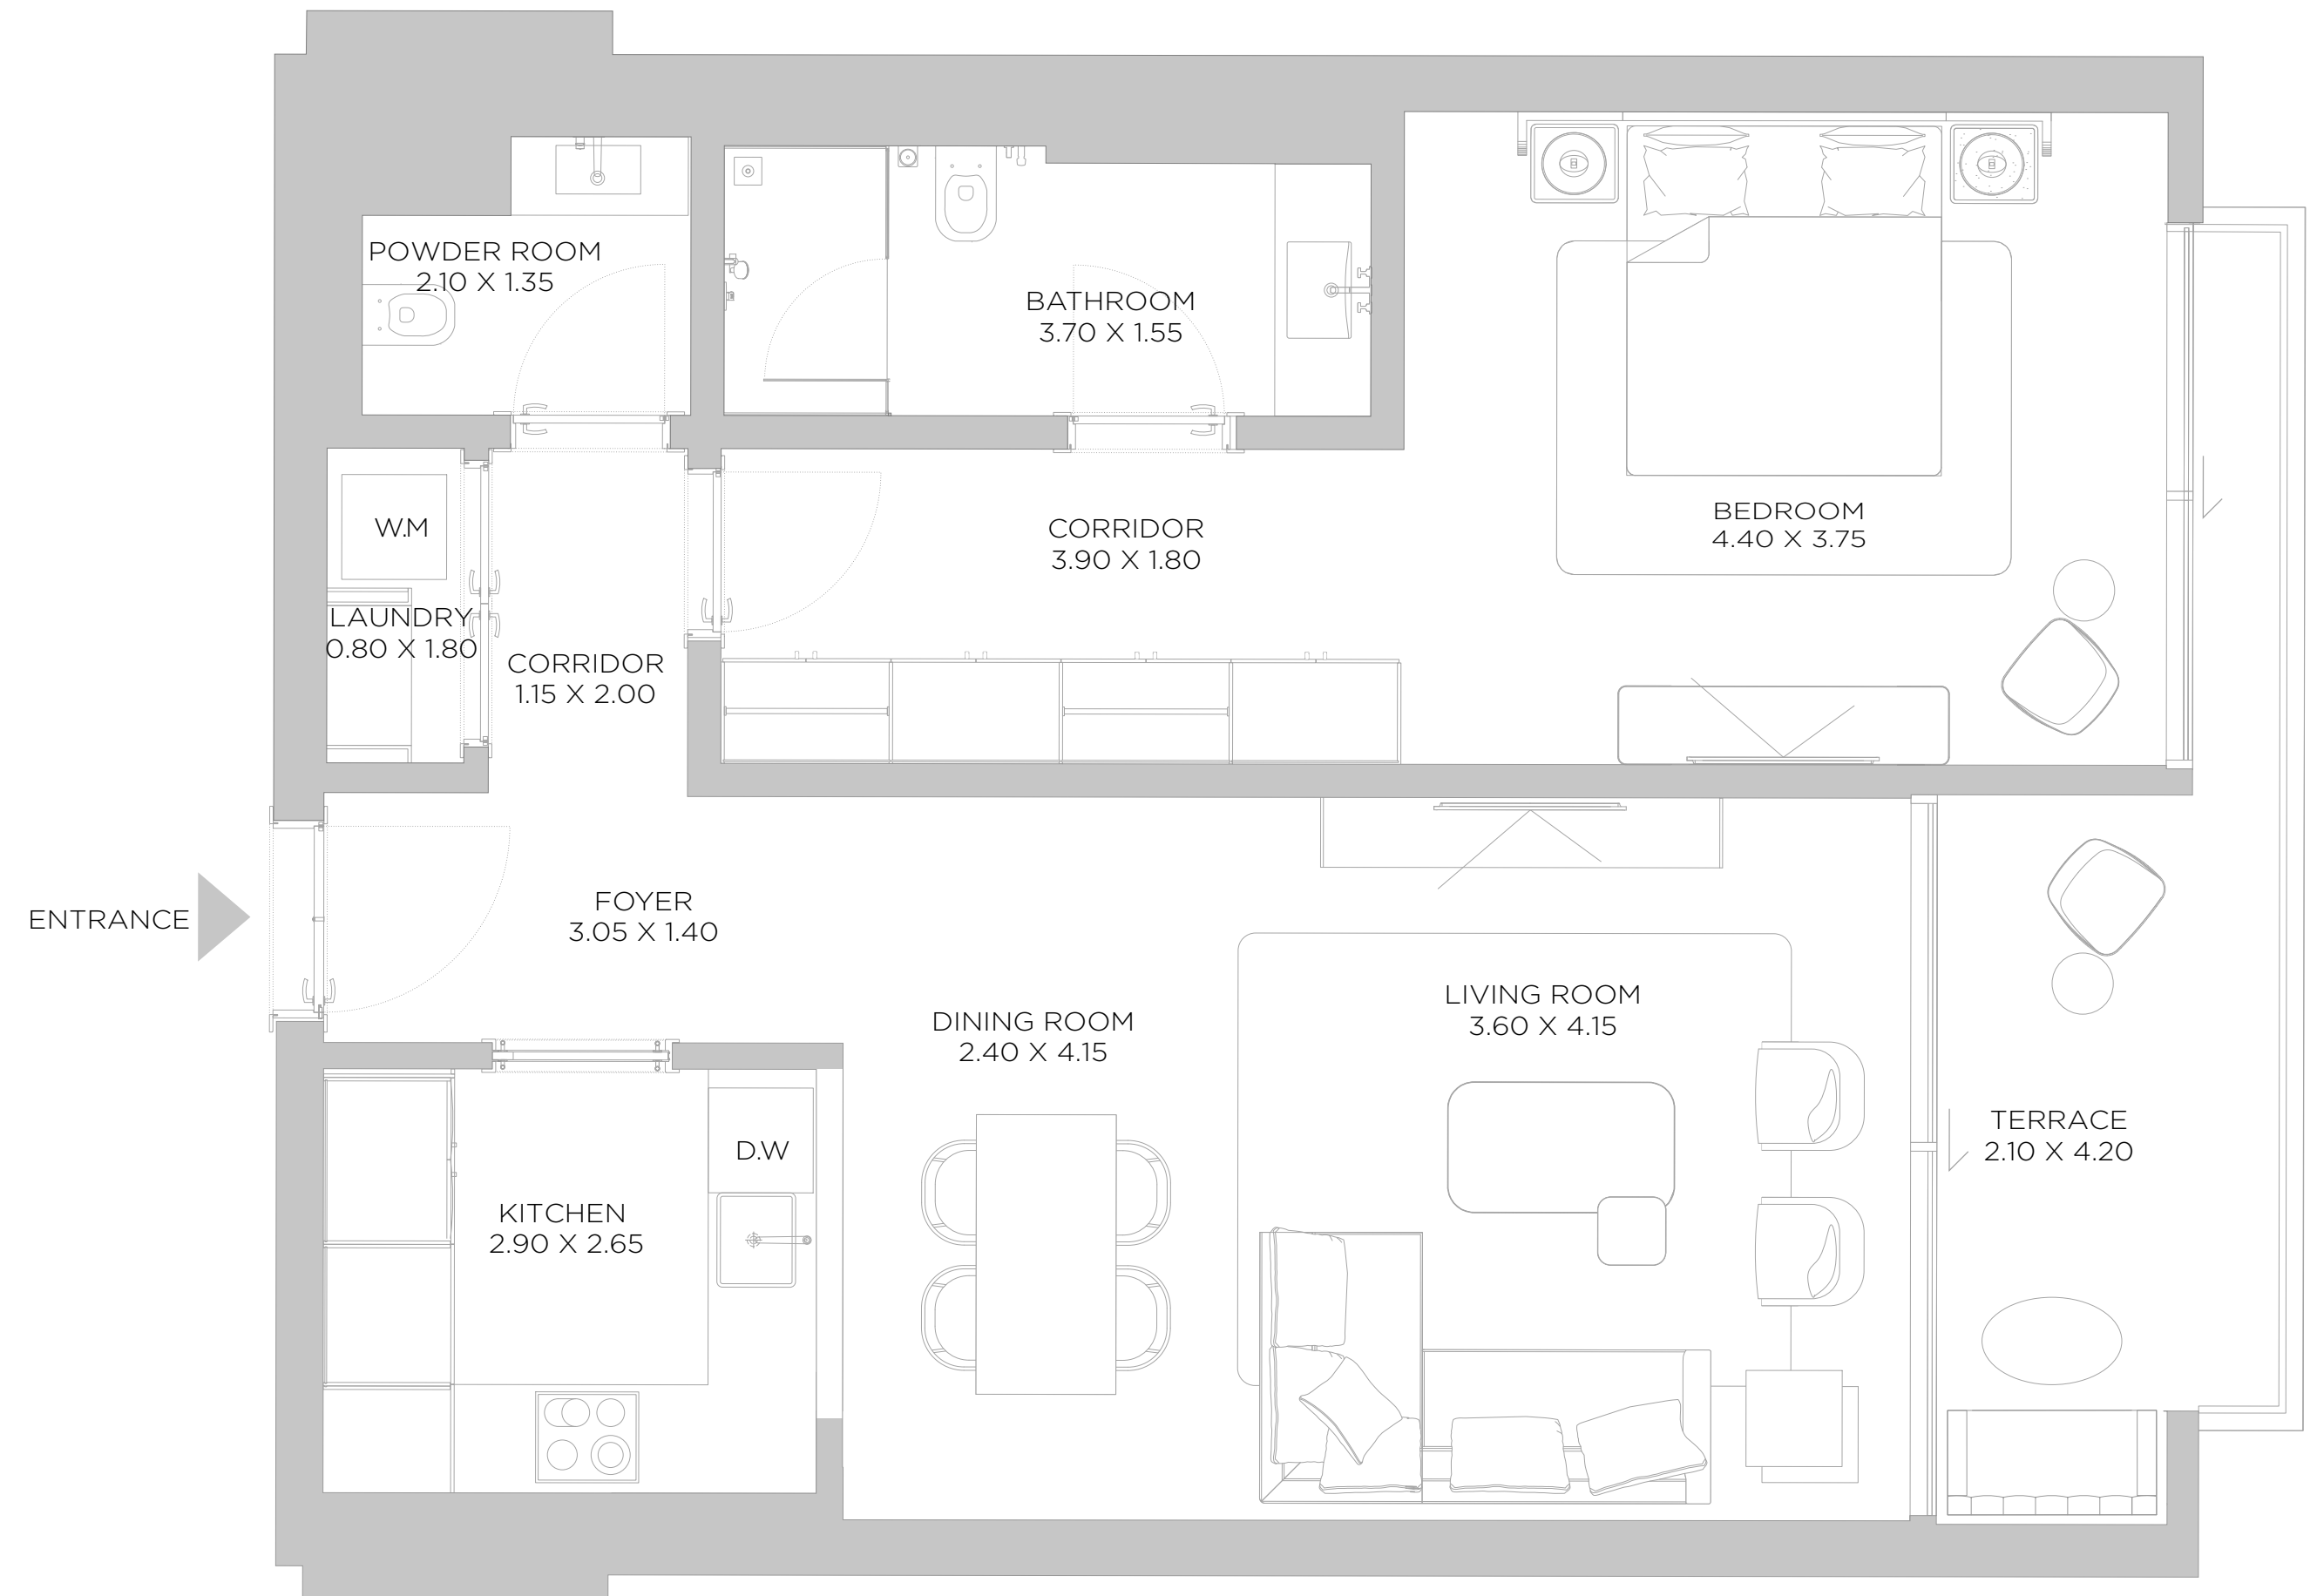 POWDER ROOM
2.10 X 1.35
BATHROOM
3.70 X 1.55
W.M
LAUNDRY
0.80 X 1.80
CORRIDOR
1.15 X 2.00
CORRIDOR
3.90 X 1.80
BEDROOM
4.40 X 3.75
ENTRANCE
FOYER
3.05 X 1.40
DINING ROOM
2.40 X 4.15
LIVING ROOM
3.60 X 4.15
D.W
KITCHEN
2.90 X 2.65
TERRACE
2.10 X 4.20